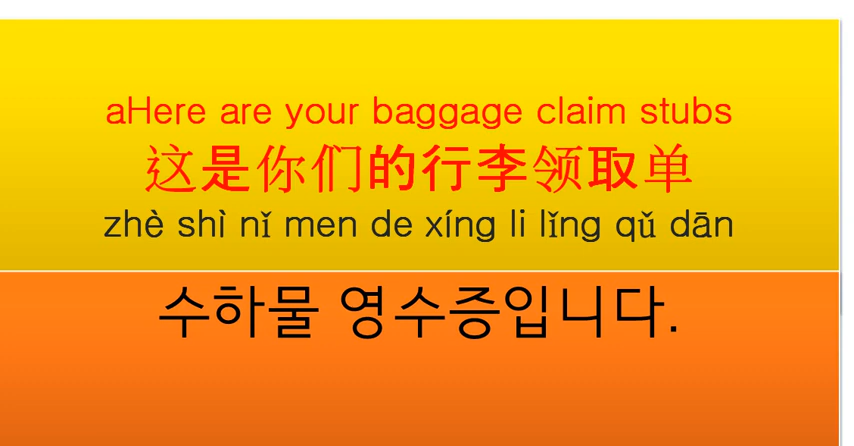 aHere are your baggage claim stubs
这是你们的行李领取单
zhè shì nǐ men de xíng li lǐng qǔ dān
수하물 영수증입니다.